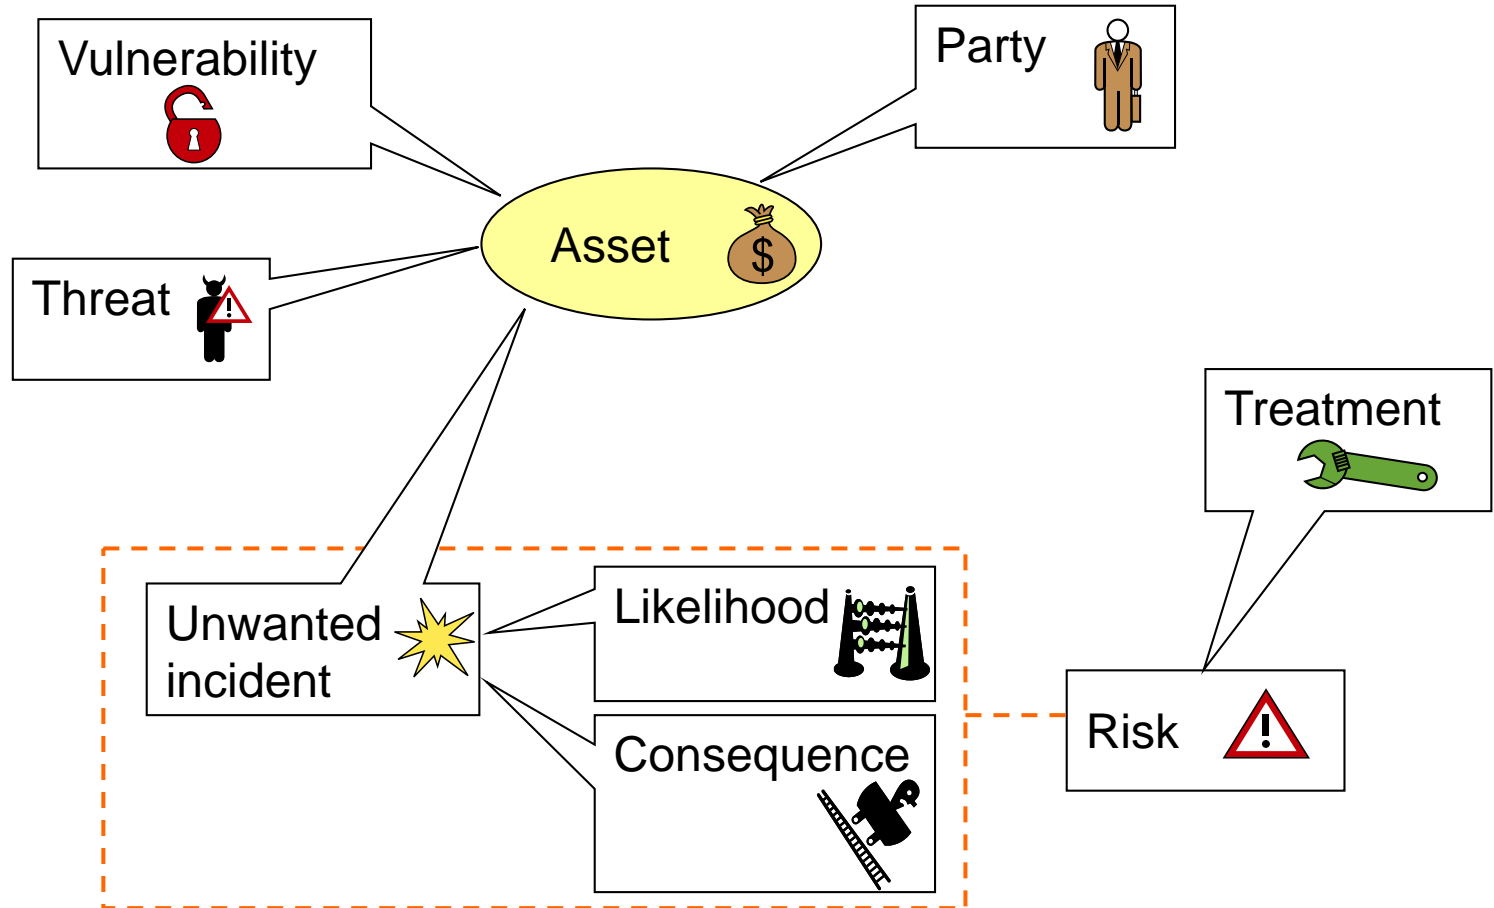 Vulnerability
Party
Asset
$
Threat
!
Treatment
Unwanted
incident
Likelihood
Consequence
Risk
!